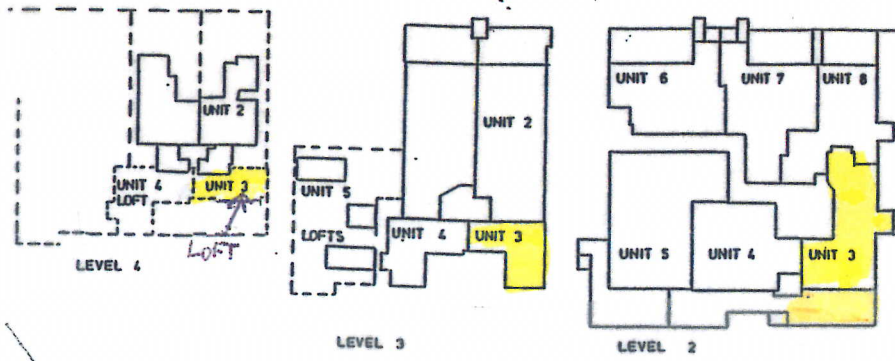 UNIT 2
UNIT 4
LOFT
UNIT 3
LOFT
LEVEL 4
UNIT 2
UNIT 5
LOFTS
UNIT 4
UNIT 3
LEVEL 3
UNIT 6
UNIT 7
UNIT 8
UNIT 5
UNIT 4
UNIT 3
LEVEL 2